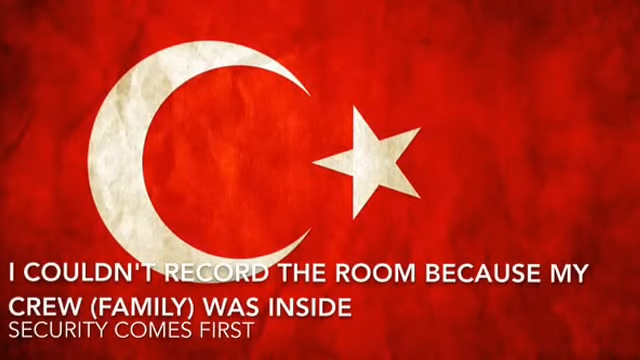 I COULDN'T RECORD THE ROOM BECAUSE MY
CREW (FAMILY) WAS INSIDE
SECURITY COMES FIRST